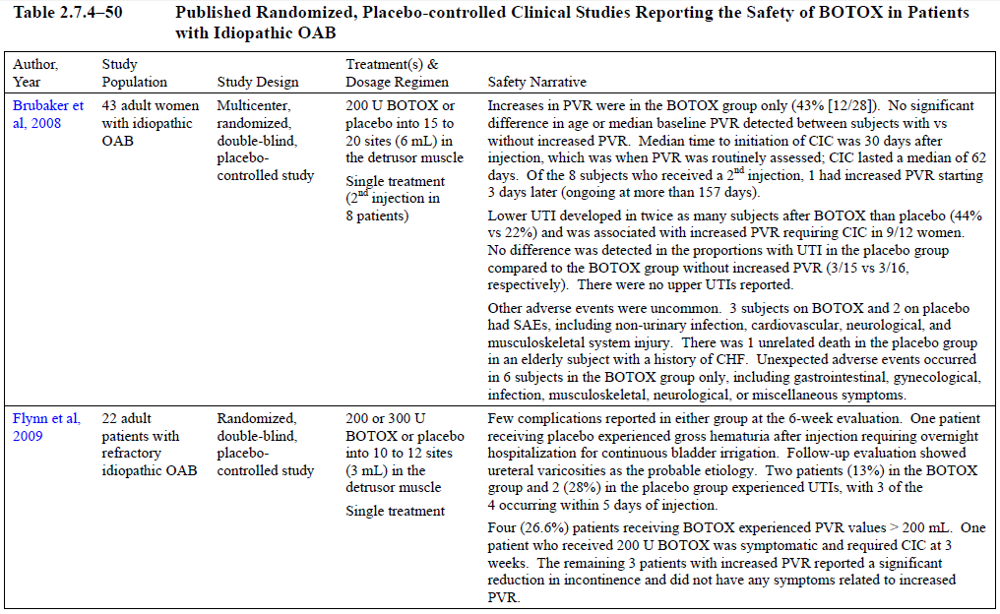 Table 2.7.4–50 Published Randomized, Placebo-controlled Clinical Studies Reporting the Safety of BOTOX in Patients
with Idiopathic OAB
Author,
Year
Study
Population
Study Design
Treatment(s) &
Dosage Regimen
Safety Narrative
Brubaker et
al, 2008
43 adult women
with idiopathic
OAB
Multicenter,
randomized,
double-blind,
placebo-
controlled study
200 U BOTOX or
placebo into 15 to
20 sites (6 mL) in
the detrusor muscle
Single treatment
(2nd injection in
8 patients)
Increases in PVR were in the BOTOX group only (43% [12/28]). No significant
difference in age or median baseline PVR detected between subjects with vs
without increased PVR. Median time to initiation of CIC was 30 days after
injection, which was when PVR was routinely assessed; CIC lasted a median of 62
days. Of the 8 subjects who received a 2nd injection, 1 had increased PVR starting
3 days later (ongoing at more than 157 days).
Lower UTI developed in twice as many subjects after BOTOX than placebo (44%
vs 22%) and was associated with increased PVR requiring CIC in 9/12 women.
No difference was detected in the proportions with UTI in the placebo group
compared to the BOTOX group without increased PVR (3/15 vs 3/16,
respectively). There were no upper UTIs reported.
Other adverse events were uncommon. 3 subjects on BOTOX and 2 on placebo
had SAEs, including non-urinary infection, cardiovascular, neurological, and
musculoskeletal system injury. There was 1 unrelated death in the placebo group
in an elderly subject with a history of CHF. Unexpected adverse events occurred
in 6 subjects in the BOTOX group only, including gastrointestinal, gynecological,
infection, musculoskeletal, neurological, or miscellaneous symptoms.
Flynn et al,
2009
22 adult
patients with
refractory
idiopathic OAB
Randomized,
double-blind,
placebo-
controlled study
200 or 300 U
BOTOX or placebo
into 10 to 12 sites
(3 mL) in the
detrusor muscle
Single treatment
Few complications reported in either group at the 6-week evaluation. One patient
receiving placebo experienced gross hematuria after injection requiring overnight
hospitalization for continuous bladder irrigation. Follow-up evaluation showed
ureteral varicosities as the probable etiology. Two patients (13%) in the BOTOX
group and 2 (28%) in the placebo group experienced UTIs, with 3 of the
4 occurring within 5 days of injection.
Four (26.6%) patients receiving BOTOX experienced PVR values > 200 mL. One
patient who received 200 U BOTOX was symptomatic and required CIC at 3
weeks. The remaining 3 patients with increased PVR reported a significant
reduction in incontinence and did not have any symptoms related to increased
PVR.